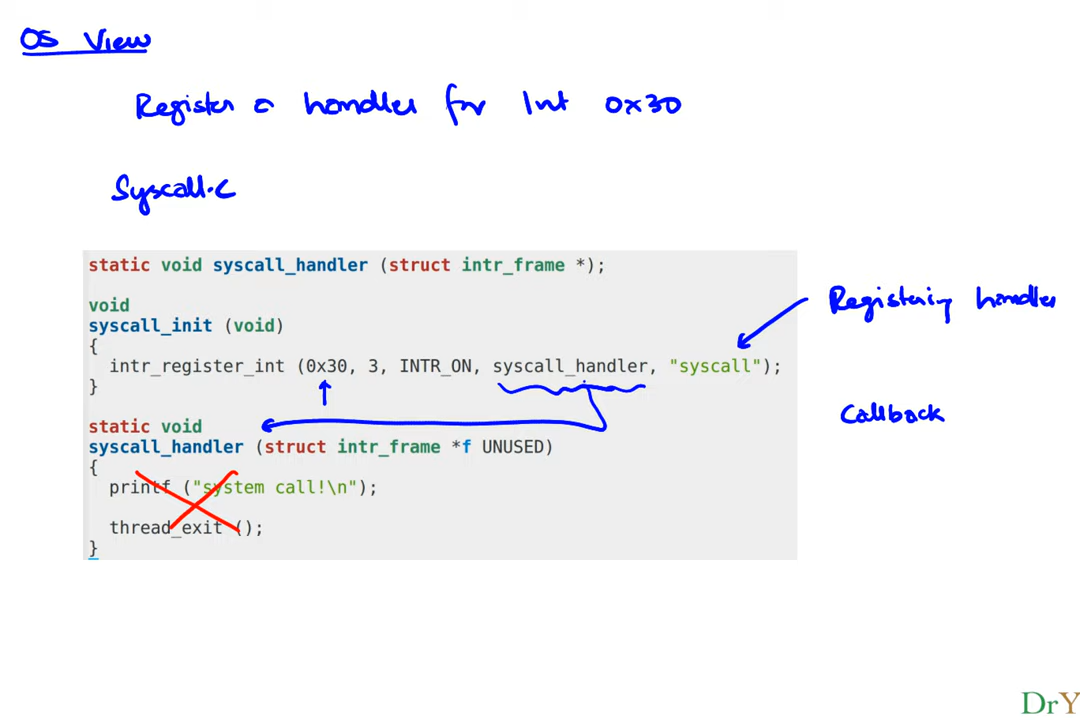 OS View
Register a handler for Int 0x30
Syscall.c
static void syscall_handler (struct intr_frame *);
void
syscall_init (void)
{
intr_register_int (0x30, 3, INTR_ON, syscall_handler, "syscall");
}
Registering handler
Callback
static void
syscall_handler (struct intr_frame *f UNUSED)
{
printf ("system call!\n");
thread_exit ();
}
DrY